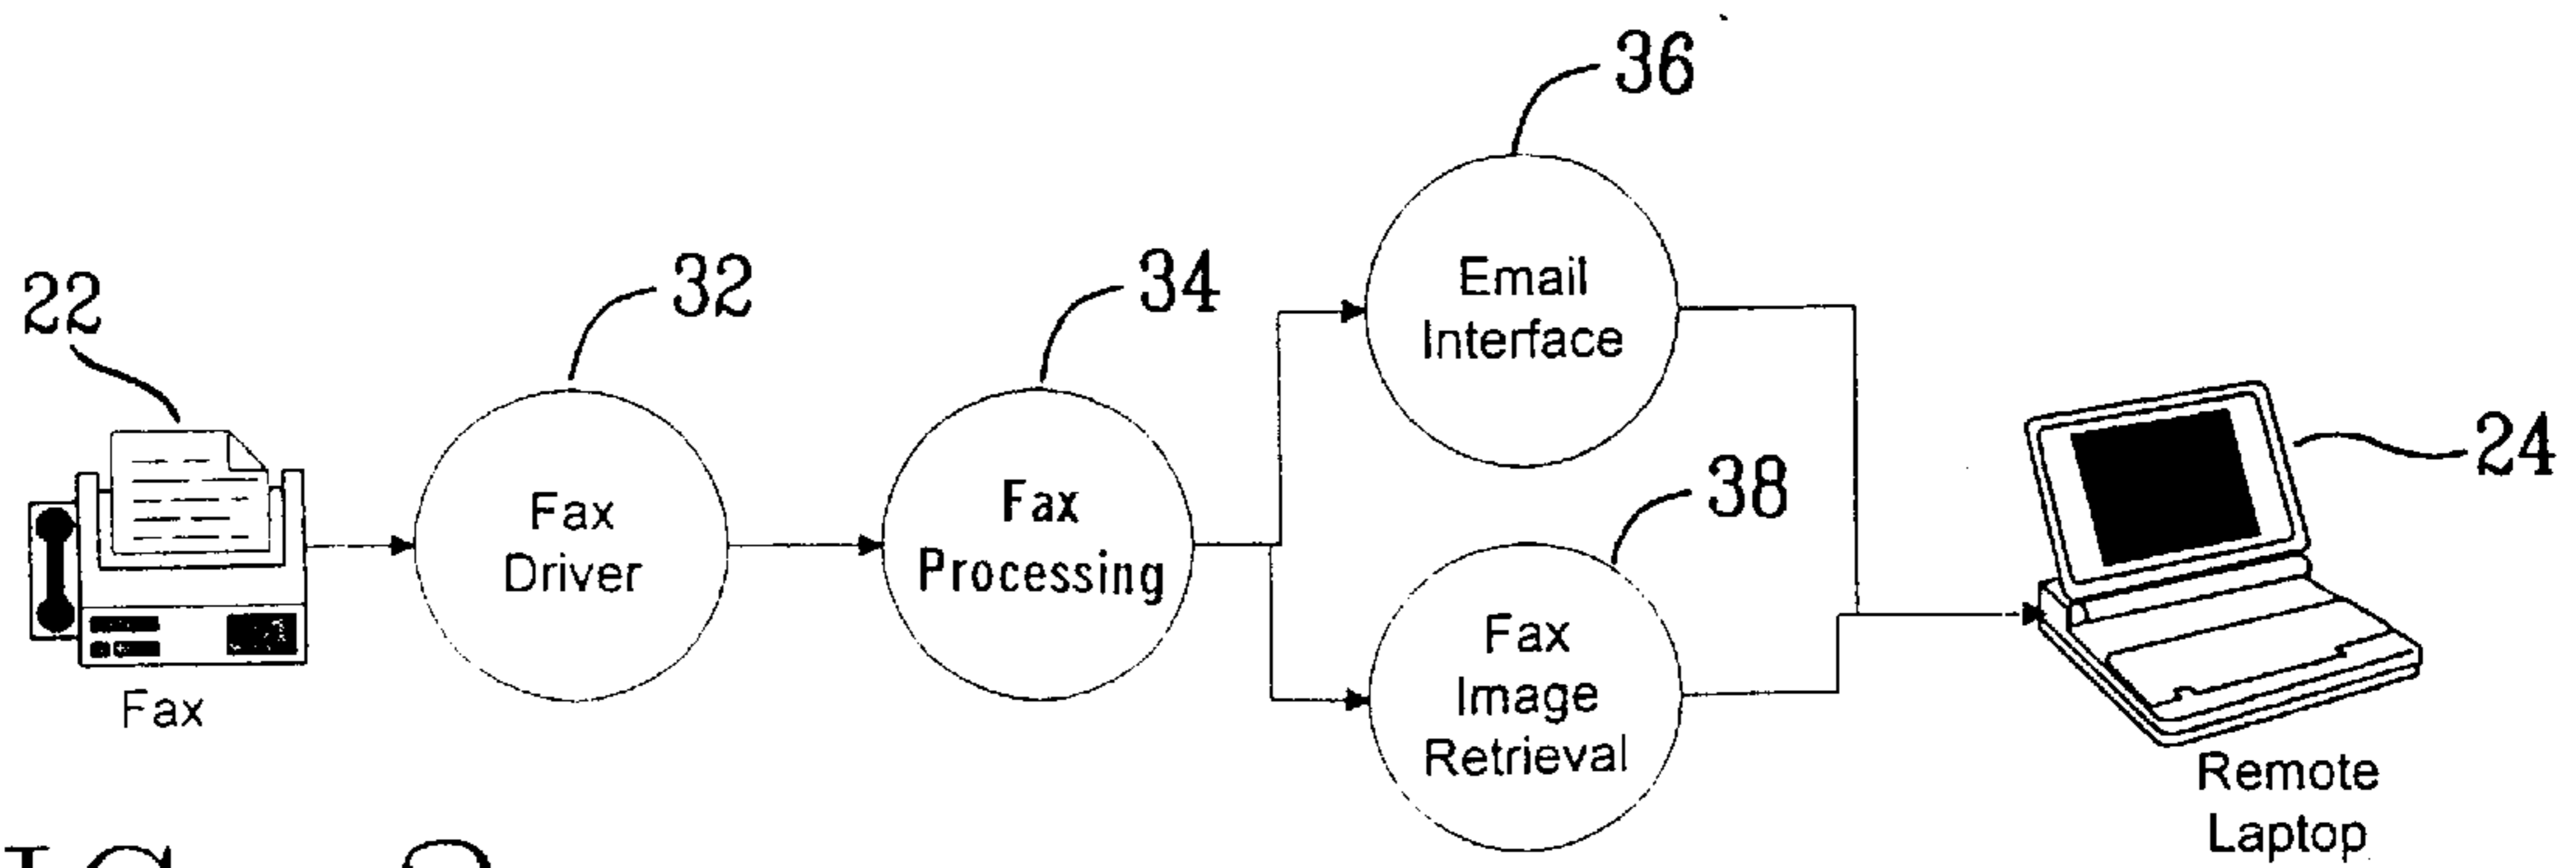 36
Email
Interface
22
32
34
24
38
Fax
Driver
Fax
Processing
Fax
Image
Retrieval
Fax
Remote
Laptop